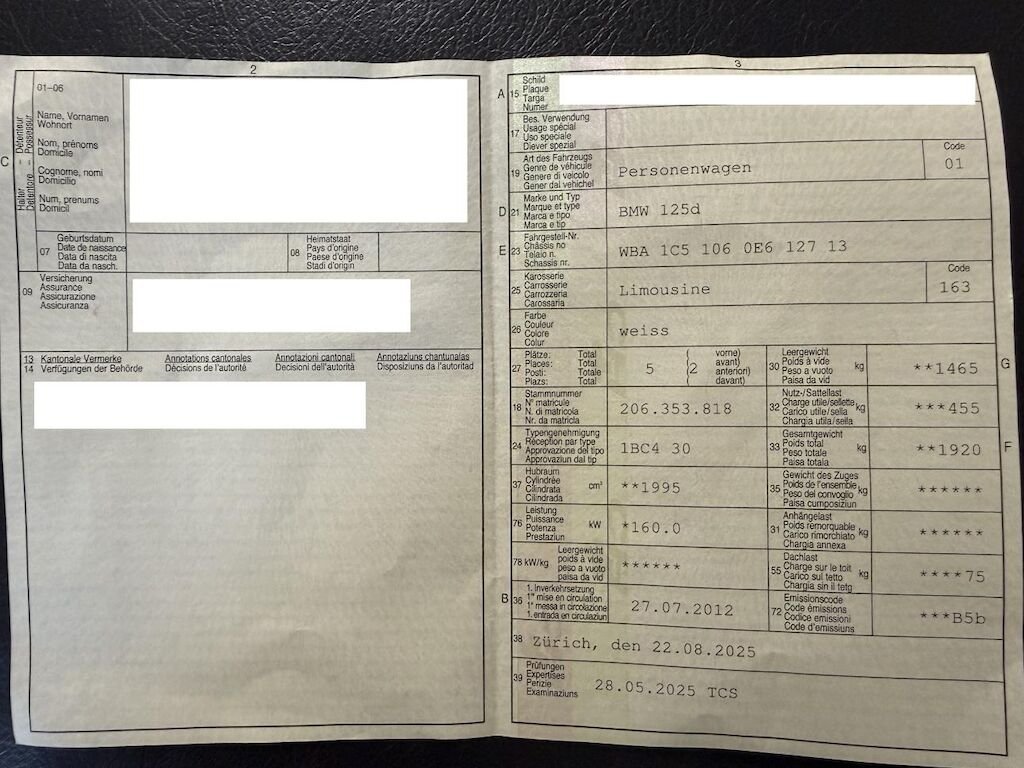 2
01-06
Name, Vornamen
Wohnort
Nom, prénoms
Domicile
Cognome, nomi
Domicilio
Num, prenums
Domicil
C
Halter – Détenteur
Detentore – Possessur
07
Geburtsdatum
Date de naissance
Data di nascita
Data da nasch.
08
Heimatstaat
Pays d'origine
Paese d'origine
Stadi d'origin
09
Versicherung
Assurance
Assicurazione
Assicuranza
13 Kantonale Vermerke Annotations cantonales Annotazioni cantonali Annotaziuns chantunalas
14 Verfügungen der Behörde Décisions de l'autorité Decisioni dell'autorità Disposiziuns da l'autoritad
3
A 15
Schild
Plaque
Targa
Numer
17
Bes. Verwendung
Usage spécial
Uso speciale
Diever spezial
19
Art des Fahrzeugs
Genre de véhicule
Genere di veicolo
Gener dal vehichel
Personenwagen
Code
01
D 21
Marke und Typ
Marque et type
Marca e tipo
Marca e tip
BMW 125d
E 23
Fahrgestell-Nr.
Châssis no
Telaio n.
Schassis nr.
WBA 1C5 106 0E6 127 13
25
Karosserie
Carrosserie
Carrozzeria
Carossaria
Limousine
Code
163
26
Farbe
Couleur
Colore
Colur
weiss
27
Plätze: Total
Places: Total
Posti: Totale
Plazs: Total
5
(2
vorne)
avant)
anteriori)
davant)
30
Leergewicht
Poids à vide
Peso a vuoto
Paisa da vid
kg
**1465
G
18
Stammnummer
N° matricule
N. di matricola
Nr. da matricla
206.353.818
32
Nutz-/Sattellast
Charge utile/sellette
Carico utile/sella
Chargia utila/sella
kg
***455
24
Typengenehmigung
Réception par type
Approvazione del tipo
Approvaziun dal tip
1BC4 30
33
Gesamtgewicht
Poids total
Peso totale
Paisa totala
kg
**1920
F
37
Hubraum
Cylindrée
Cilindrata
Cilindrada
cm³
**1995
35
Gewicht des Zuges
Poids de l'ensemble
Peso del convoglio
Paisa cumposiziun
kg
******
76
Leistung
Puissance
Potenza
Prestaziun
kW
*160.0
31
Anhängelast
Poids remorquable
Carico rimorchiato
Chargia annexa
kg
******
78 kW/kg
Leergewicht
poids à vide
peso a vuoto
paisa da vid
******
55
Dachlast
Charge sur le toit
Carico sul tetto
Chargia sin il tetg
kg
****75
B 36
1. Inverkehrsetzung
1re mise en circulation
1a messa in circolazione
1. entrada en circulaziun
27.07.2012
72
Emissionscode
Code émissions
Codice emissioni
Code d'emissiuns
***B5b
38
Zürich, den 22.08.2025
39
Prüfungen
Expertises
Perizie
Examinaziuns
28.05.2025 TCS